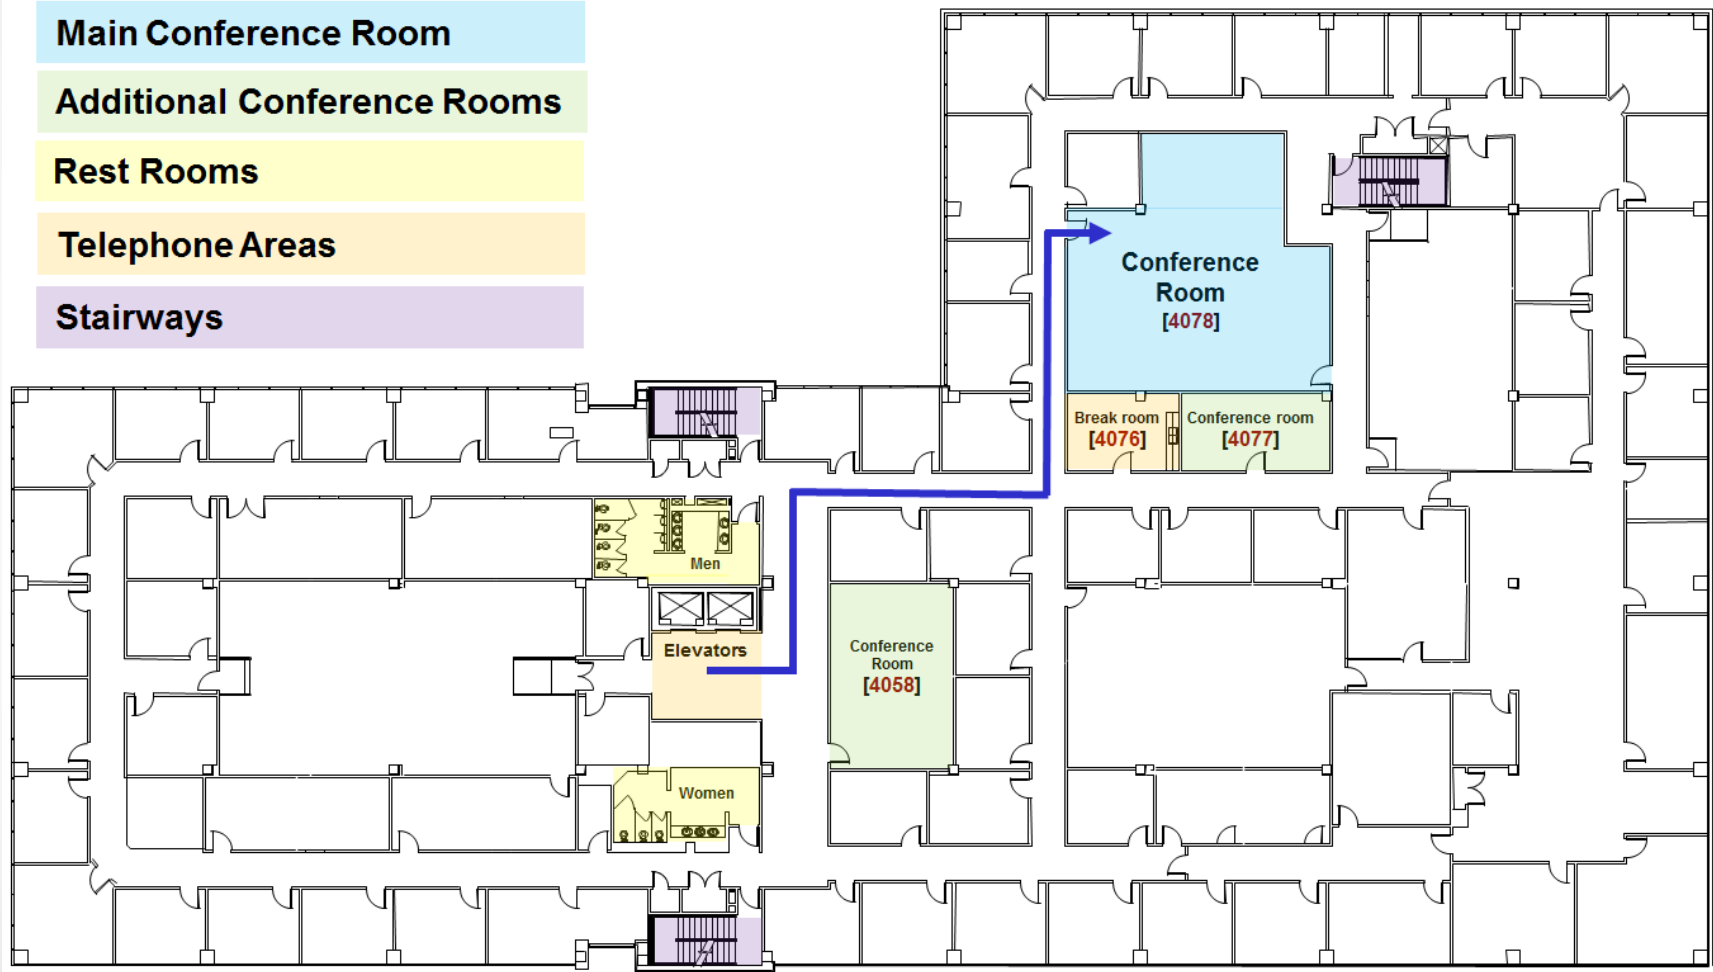 Main Conference Room
Additional Conference Rooms
Rest Rooms
Telephone Areas
Stairways
Conference
Room
[4078]
Break room
[4076]
Conference room
[4077]
Men
Elevators
Conference
Room
[4058]
Women